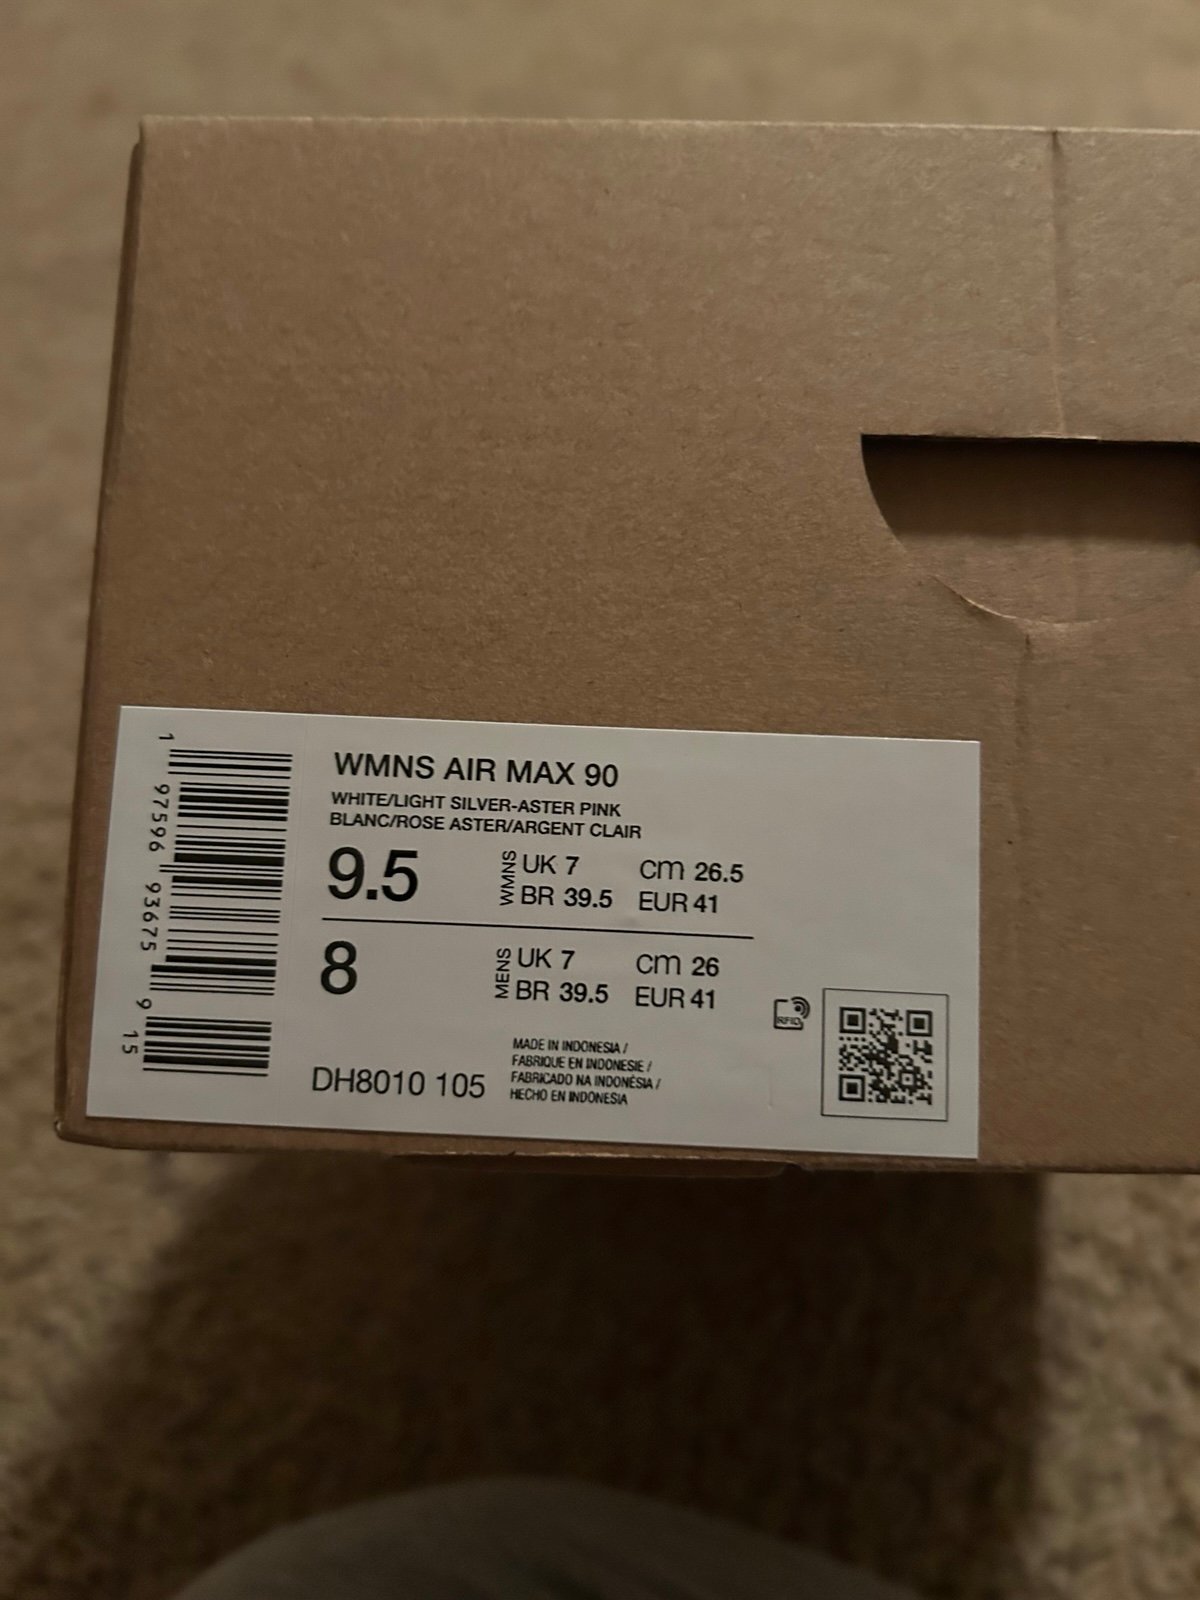 1 97596 93675 9 15
WMNS AIR MAX 90
WHITE/LIGHT SILVER-ASTER PINK
BLANC/ROSE ASTER/ARGENT CLAIR
9.5 WMNS UK 7 cm 26.5
BR 39.5 EUR 41
8 MENS UK 7 cm 26
BR 39.5 EUR 41
RFID
MADE IN INDONESIA /
FABRIQUE EN INDONESIE /
FABRICADO NA INDONÉSIA /
HECHO EN INDONESIA
DH8010 105